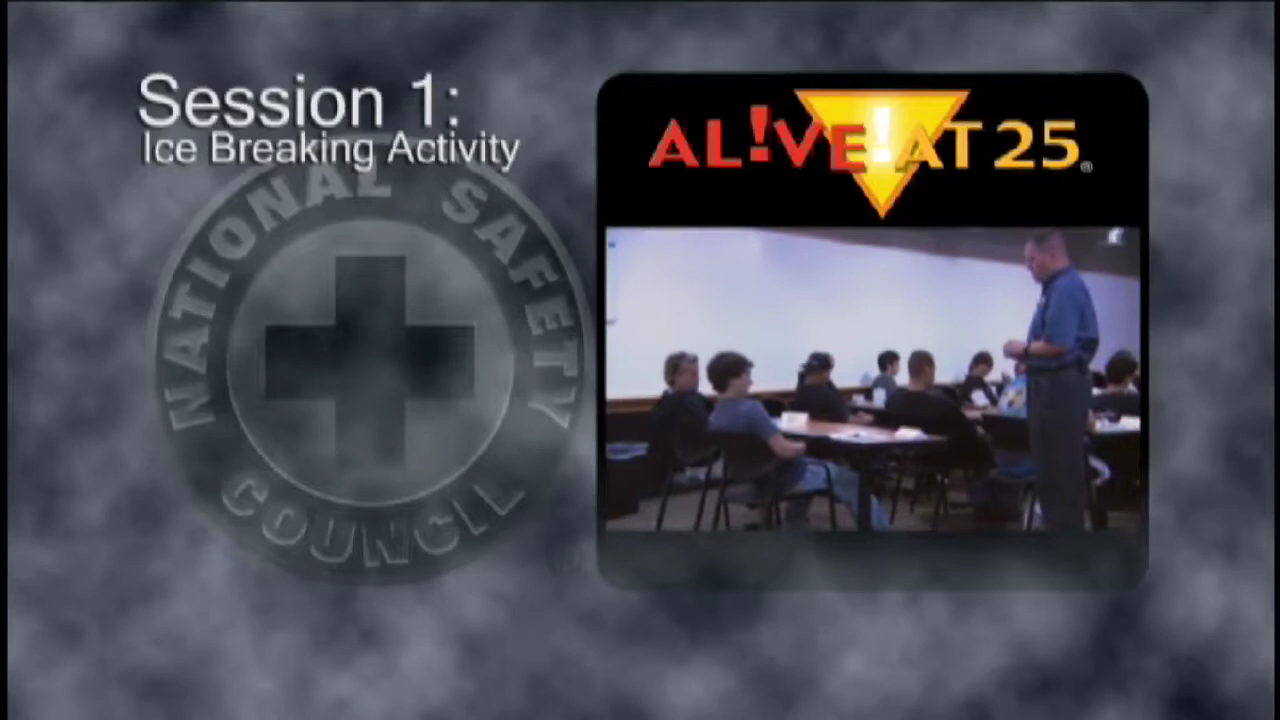 Session 1:
Ice Breaking Activity
AL!VE! AT 25®
NATIONAL SAFETY
COUNCIL